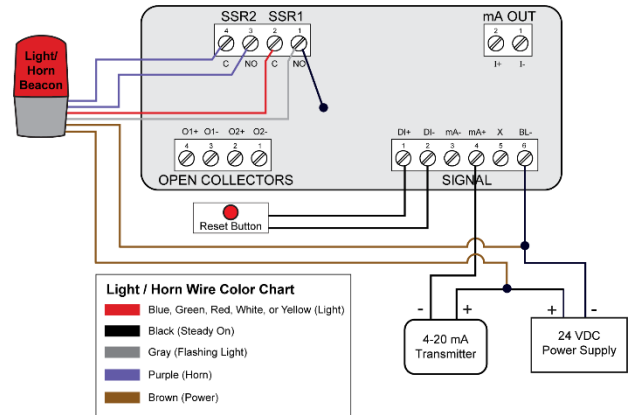 SSR2 SSR1 mA OUT
4 3 2 1 2 1
C NO C NO I+ I-
Light/
Horn
Beacon
O1+ O1- O2+ O2- DI+ DI- mA- mA+ X BL-
4 3 2 1 1 2 3 4 5 6
OPEN COLLECTORS SIGNAL
Reset Button
Light / Horn Wire Color Chart
Blue, Green, Red, White, or Yellow (Light)
Black (Steady On)
Gray (Flashing Light)
Purple (Horn)
Brown (Power)
- + + -
4-20 mA
Transmitter
24 VDC
Power Supply